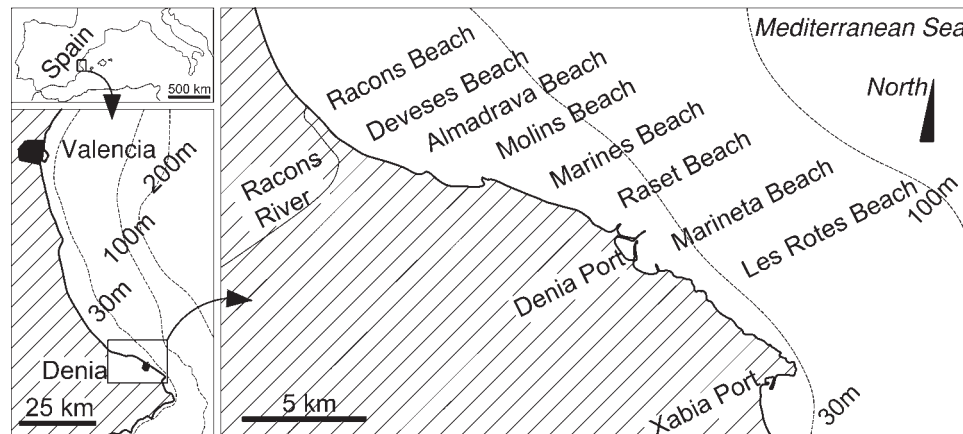 Spain
500 km
Valencia
200m
100m
30m
Denia
25 km
Mediterranean Sea
North
Racons Beach
Deveses Beach
Almadrava Beach
Molins Beach
Marines Beach
Raset Beach
Marineta Beach
Les Rotes Beach
100m
Racons
River
Denia Port
Xabia Port
30m
5 km